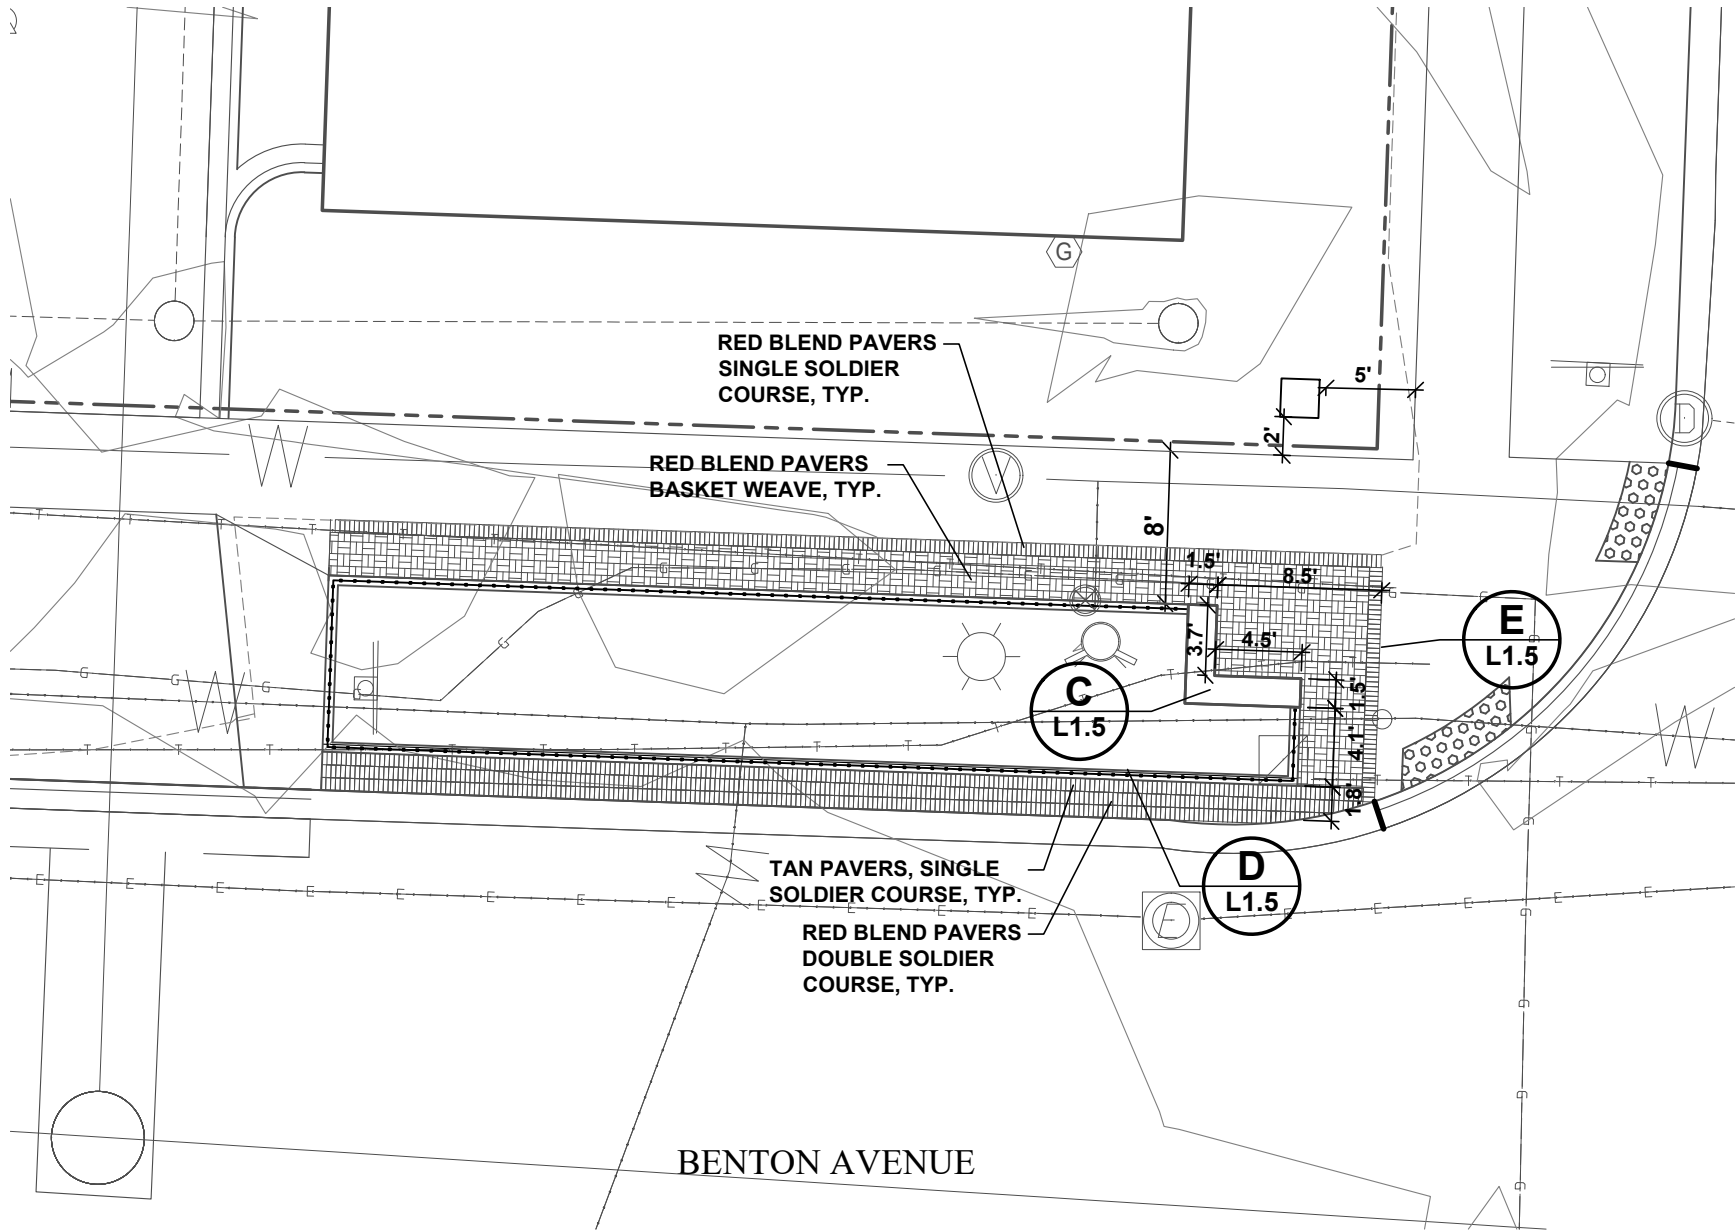 G
RED BLEND PAVERS
SINGLE SOLDIER
COURSE, TYP.
5'
2'
RED BLEND PAVERS
BASKET WEAVE, TYP.
8'
1.5'
8.5'
3.7'
4.5'
E
L1.5
C
L1.5
1.5'
4.1'
1.8'
TAN PAVERS, SINGLE
SOLDIER COURSE, TYP.
D
L1.5
RED BLEND PAVERS
DOUBLE SOLDIER
COURSE, TYP.
BENTON AVENUE